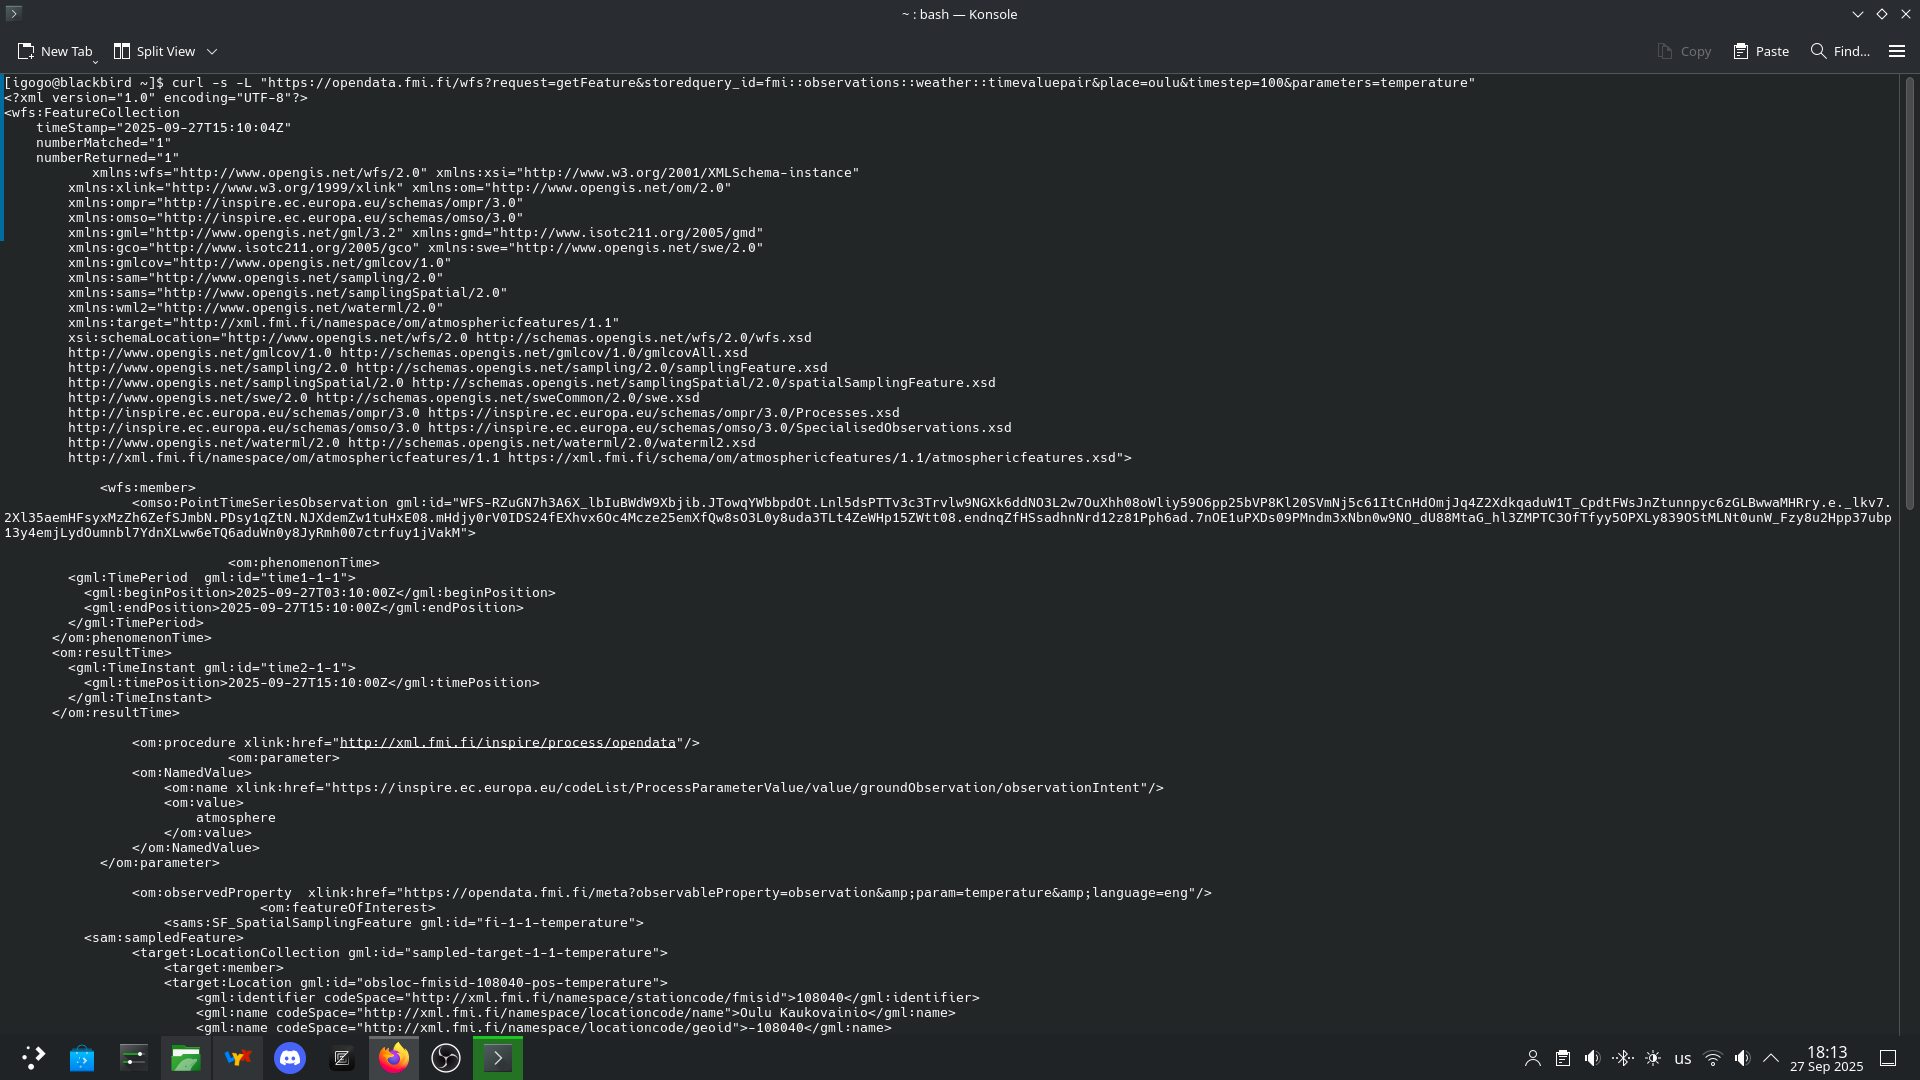 ~ : bash — Konsole
New Tab
Split View
Copy
Paste
Find...
[igogo@blackbird ~]$ curl -s -L "https://opendata.fmi.fi/wfs?request=getFeature&storedquery_id=fmi::observations::weather::timevaluepair&place=oulu&timestep=100&parameters=temperature"
<?xml version="1.0" encoding="UTF-8"?>
<wfs:FeatureCollection
timeStamp="2025-09-27T15:10:04Z"
numberMatched="1"
numberReturned="1"
xmlns:wfs="http://www.opengis.net/wfs/2.0" xmlns:xsi="http://www.w3.org/2001/XMLSchema-instance"
xmlns:xlink="http://www.w3.org/1999/xlink" xmlns:om="http://www.opengis.net/om/2.0"
xmlns:ompr="http://inspire.ec.europa.eu/schemas/ompr/3.0"
xmlns:omso="http://inspire.ec.europa.eu/schemas/omso/3.0"
xmlns:gml="http://www.opengis.net/gml/3.2" xmlns:gmd="http://www.isotc211.org/2005/gmd"
xmlns:gco="http://www.isotc211.org/2005/gco" xmlns:swe="http://www.opengis.net/swe/2.0"
xmlns:gmlcov="http://www.opengis.net/gmlcov/1.0"
xmlns:sam="http://www.opengis.net/sampling/2.0"
xmlns:sams="http://www.opengis.net/samplingSpatial/2.0"
xmlns:wml2="http://www.opengis.net/waterml/2.0"
xmlns:target="http://xml.fmi.fi/namespace/om/atmosphericfeatures/1.1"
xsi:schemaLocation="http://www.opengis.net/wfs/2.0 http://schemas.opengis.net/wfs/2.0/wfs.xsd
http://www.opengis.net/gmlcov/1.0 http://schemas.opengis.net/gmlcov/1.0/gmlcovAll.xsd
http://www.opengis.net/sampling/2.0 http://schemas.opengis.net/sampling/2.0/samplingFeature.xsd
http://www.opengis.net/samplingSpatial/2.0 http://schemas.opengis.net/samplingSpatial/2.0/spatialSamplingFeature.xsd
http://www.opengis.net/swe/2.0 http://schemas.opengis.net/sweCommon/2.0/swe.xsd
http://inspire.ec.europa.eu/schemas/ompr/3.0 https://inspire.ec.europa.eu/schemas/ompr/3.0/Processes.xsd
http://inspire.ec.europa.eu/schemas/omso/3.0 https://inspire.ec.europa.eu/schemas/omso/3.0/SpecialisedObservations.xsd
http://www.opengis.net/waterml/2.0 http://schemas.opengis.net/waterml/2.0/waterml2.xsd
http://xml.fmi.fi/namespace/om/atmosphericfeatures/1.1 https://xml.fmi.fi/schema/om/atmosphericfeatures/1.1/atmosphericfeatures.xsd">
<wfs:member>
<omso:PointTimeSeriesObservation gml:id="WFS-RZuGN7h3A6X_lbIuBWdW9Xbjib.JTowqYWbbpdOt.Lnl5dsPTTv3c3Trvlw9NGXk6ddNO3L2w7OuXhh08oWliy59O6pp25bVP8Kl20SVmNj5c61ItCnHdOmjJq4Z2XdkqaduW1T_CpdtFWsJnZtunnpyc6zGLBwwaMHRry.e._lkv7.
2Xl35aemHFsyxMzZh6ZefSJmbN.PDsy1qZtN.NJXdemZw1tuHxE08.mHdjy0rV0IDS24fEXhvx6Oc4Mcze25emXfQw8sO3L0y8uda3TLt4ZeWHp15ZWtt08.endnqZfHSsadhnNrd12z81Pph6ad.7nOE1uPXDs09PMndm3xNbn0w9NO_dU88MtaG_hl3ZMPTC3OfTfyy5OPXLy839OStMLNt0unW_Fzy8u2Hpp37ubp
13y4emjLydOumnbl7YdnXLww6eTQ6aduWn0y8JyRmh007ctrfuy1jVakM">
<om:phenomenonTime>
<gml:TimePeriod  gml:id="time1-1-1">
<gml:beginPosition>2025-09-27T03:10:00Z</gml:beginPosition>
<gml:endPosition>2025-09-27T15:10:00Z</gml:endPosition>
</gml:TimePeriod>
</om:phenomenonTime>
<om:resultTime>
<gml:TimeInstant gml:id="time2-1-1">
<gml:timePosition>2025-09-27T15:10:00Z</gml:timePosition>
</gml:TimeInstant>
</om:resultTime>
<om:procedure xlink:href="http://xml.fmi.fi/inspire/process/opendata"/>
<om:parameter>
<om:NamedValue>
<om:name xlink:href="https://inspire.ec.europa.eu/codeList/ProcessParameterValue/value/groundObservation/observationIntent"/>
<om:value>
atmosphere
</om:value>
</om:NamedValue>
</om:parameter>
<om:observedProperty  xlink:href="https://opendata.fmi.fi/meta?observableProperty=observation&amp;param=temperature&amp;language=eng"/>
<om:featureOfInterest>
<sams:SF_SpatialSamplingFeature gml:id="fi-1-1-temperature">
<sam:sampledFeature>
<target:LocationCollection gml:id="sampled-target-1-1-temperature">
<target:member>
<target:Location gml:id="obsloc-fmisid-108040-pos-temperature">
<gml:identifier codeSpace="http://xml.fmi.fi/namespace/stationcode/fmisid">108040</gml:identifier>
<gml:name codeSpace="http://xml.fmi.fi/namespace/locationcode/name">Oulu Kaukovainio</gml:name>
<gml:name codeSpace="http://xml.fmi.fi/namespace/locationcode/geoid">-108040</gml:name>
us
18:13
27 Sep 2025